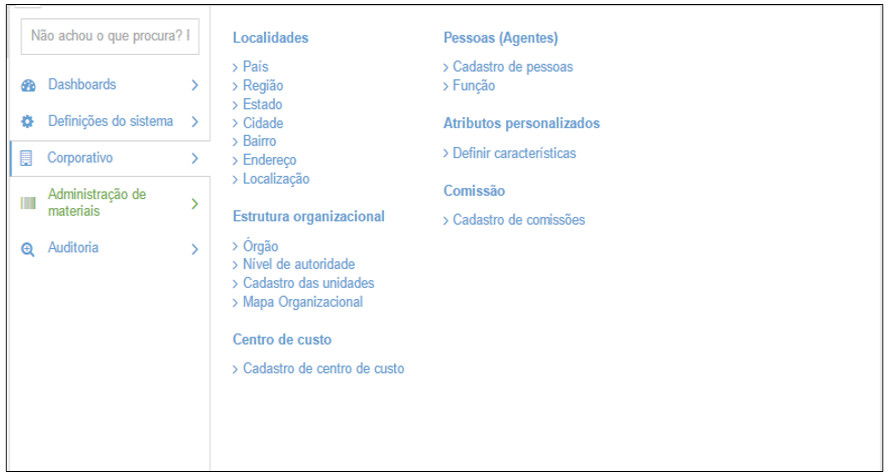 Não achou o que procura? I
Dashboards
Definições do sistema
Corporativo
Administração de
materiais
Auditoria
Localidades
País
Região
Estado
Cidade
Bairro
Endereço
Localização
Estrutura organizacional
Órgão
Nível de autoridade
Cadastro das unidades
Mapa Organizacional
Centro de custo
Cadastro de centro de custo
Pessoas (Agentes)
Cadastro de pessoas
Função
Atributos personalizados
Definir características
Comissão
Cadastro de comissões